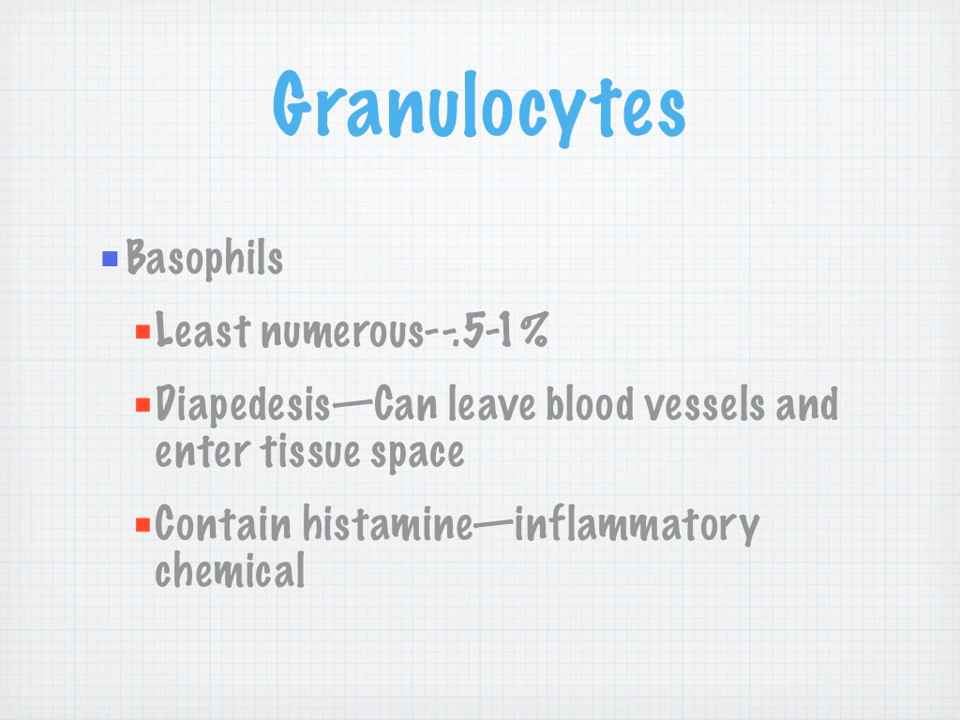 Granulocytes
Basophils
Least numerous--.5-1%
Diapedesis—Can leave blood vessels and
enter tissue space
Contain histamine—inflammatory
chemical